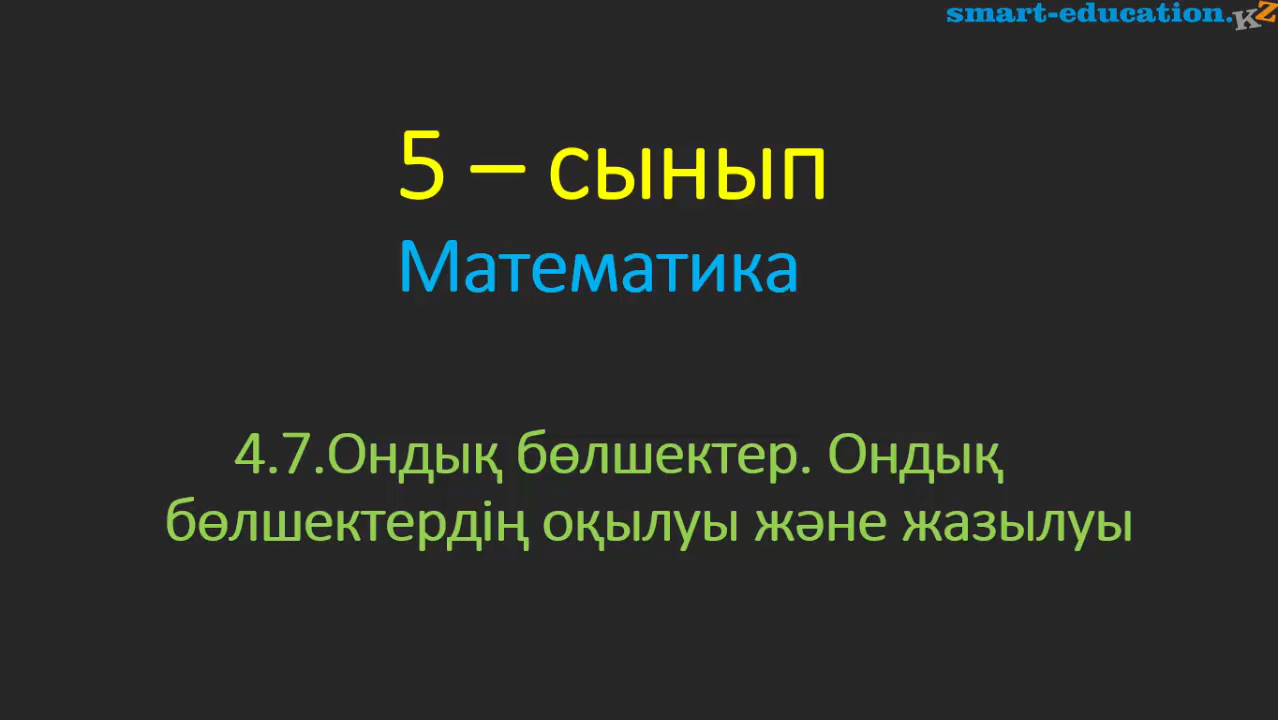 smart-education.KZ
5 – сынып
Математика
4.7.Ондық бөлшектер. Ондық
бөлшектердің оқылуы және жазылуы